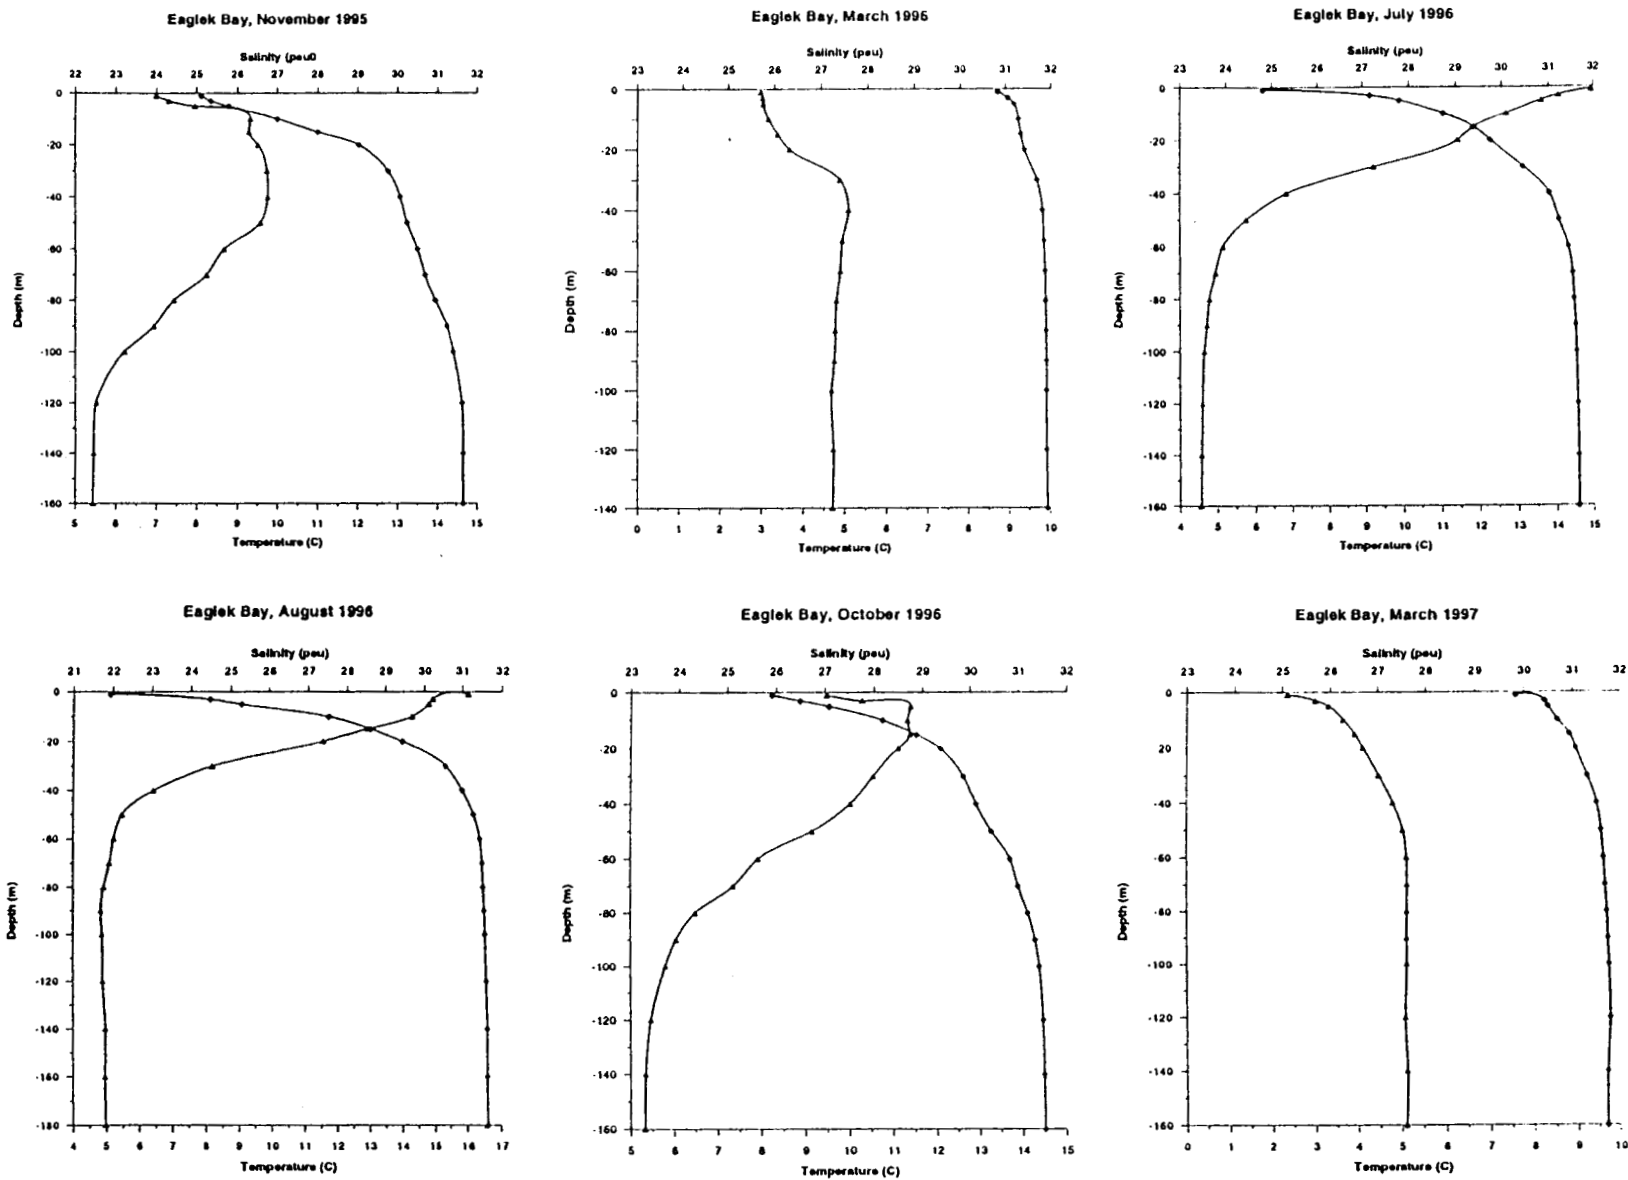 Eaglek Bay, November 1995
Salinity (psu0
22 23 24 25 26 27 28 29 30 31 32
0
-20
-40
-60
-80
-100
-120
-140
-160
Depth (m)
5 6 7 8 9 10 11 12 13 14 15
Temperature (C)
Eaglek Bay, March 1996
Salinity (psu)
23 24 25 26 27 28 29 30 31 32
0
-20
-40
-60
-80
-100
-120
-140
Depth (m)
0 1 2 3 4 5 6 7 8 9 10
Temperature (C)
Eaglek Bay, July 1996
Salinity (psu)
23 24 25 26 27 28 29 30 31 32
0
-20
-40
-60
-80
-100
-120
-140
-160
Depth (m)
4 5 6 7 8 9 10 11 12 13 14 15
Temperature (C)
Eaglek Bay, August 1996
Salinity (psu)
21 22 23 24 25 26 27 28 29 30 31 32
0
-20
-40
-60
-80
-100
-120
-140
-160
-180
Depth (m)
4 5 6 7 8 9 10 11 12 13 14 15 16 17
Temperature (C)
Eaglek Bay, October 1996
Salinity (psu)
23 24 25 26 27 28 29 30 31 32
0
-20
-40
-60
-80
-100
-120
-140
-160
Depth (m)
5 6 7 8 9 10 11 12 13 14 15
Temperature (C)
Eaglek Bay, March 1997
Salinity (psu)
23 24 25 26 27 28 29 30 31 32
0
20
-40
-60
-80
-100
-120
-140
-160
Depth (m)
0 1 2 3 4 5 6 7 8 9 10
Temperature (C)